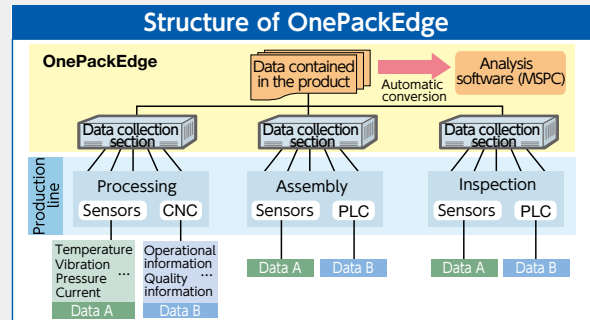 Structure of OnePackEdge
OnePackEdge
Data contained
in the product
Automatic
conversion
Analysis
software (MSPC)
Data collection
section
Data collection
section
Data collection
section
Production
line
Processing
Sensors
CNC
Assembly
Sensors
PLC
Inspection
Sensors
PLC
Temperature
Vibration
Pressure ...
Current
Data A
Operational
information
Quality ...
information
Data B
Data A
Data B
Data A
Data B